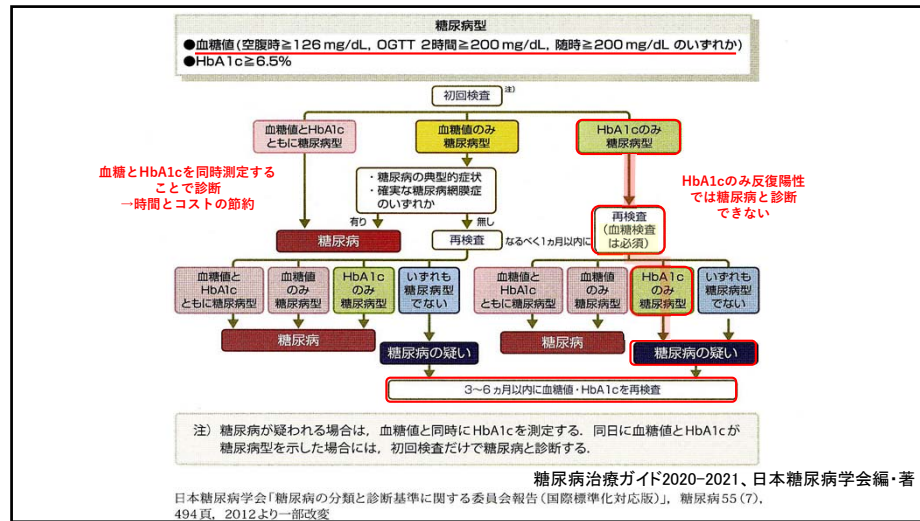 糖尿病型
●血糖値(空腹時≧126mg/dL, OGTT 2時間≧200mg/dL, 随時≧200mg/dL のいずれか)
●HbA1c≧6.5%
初回検査 注)
血糖値とHbA1c
ともに糖尿病型
血糖値のみ
糖尿病型
HbA1cのみ
糖尿病型
血糖とHbA1cを同時測定する
ことで診断
→時間とコストの節約
・糖尿病の典型的症状
・確実な糖尿病網膜症
のいずれか
HbA1cのみ反復陽性
では糖尿病と診断
できない
有り
無し
糖尿病
再検査
なるべく1ヵ月以内に
再検査
(血糖検査
は必須)
血糖値と
HbA1c
ともに糖尿病型
血糖値
のみ
糖尿病型
HbA1c
のみ
糖尿病型
いずれも
糖尿病型
でない
血糖値と
HbA1c
ともに糖尿病型
血糖値
のみ
糖尿病型
HbA1c
のみ
糖尿病型
いずれも
糖尿病型
でない
糖尿病
糖尿病の疑い
糖尿病
糖尿病の疑い
3〜6ヵ月以内に血糖値・HbA1cを再検査
注) 糖尿病が疑われる場合は, 血糖値と同時にHbA1cを測定する. 同日に血糖値とHbA1cが
糖尿病型を示した場合には, 初回検査だけで糖尿病と診断する.
糖尿病治療ガイド2020-2021、日本糖尿病学会編・著
日本糖尿病学会「糖尿病の分類と診断基準に関する委員会報告(国際標準化対応版)」, 糖尿病55(7),
494頁, 2012より一部改変